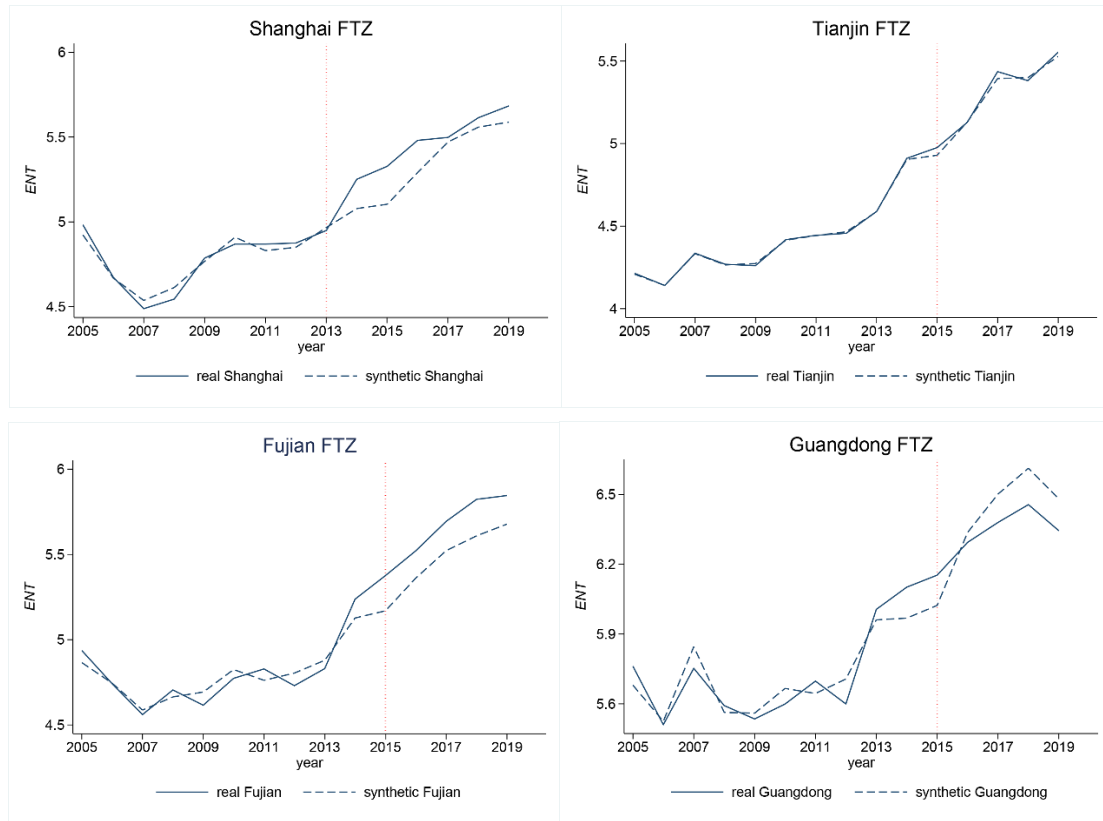 Shanghai FTZ
6
5.5
5
4.5
ENT
2005 2007 2009 2011 2013 2015 2017 2019
year
real Shanghai synthetic Shanghai
Tianjin FTZ
5.5
5
4.5
4
ENT
2005 2007 2009 2011 2013 2015 2017 2019
year
real Tianjin synthetic Tianjin
Fujian FTZ
6
5.5
5
4.5
ENT
2005 2007 2009 2011 2013 2015 2017 2019
year
real Fujian synthetic Fujian
Guangdong FTZ
6.5
6.2
5.9
5.6
ENT
2005 2007 2009 2011 2013 2015 2017 2019
year
real Guangdong synthetic Guangdong